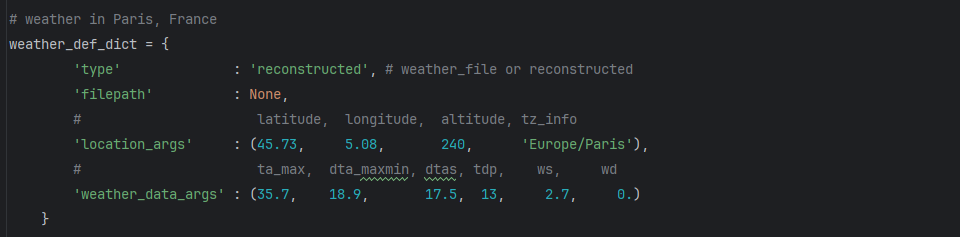 # weather in Paris, France
weather_def_dict = {
'type' : 'reconstructed', # weather_file or reconstructed
'filepath' : None,
# latitude, longitude, altitude, tz_info
'location_args' : (45.73, 5.08, 240, 'Europe/Paris'),
# ta_max, dta_maxmin, dtas, tdp, ws, wd
'weather_data_args' : (35.7, 18.9, 17.5, 13, 2.7, 0.)
}